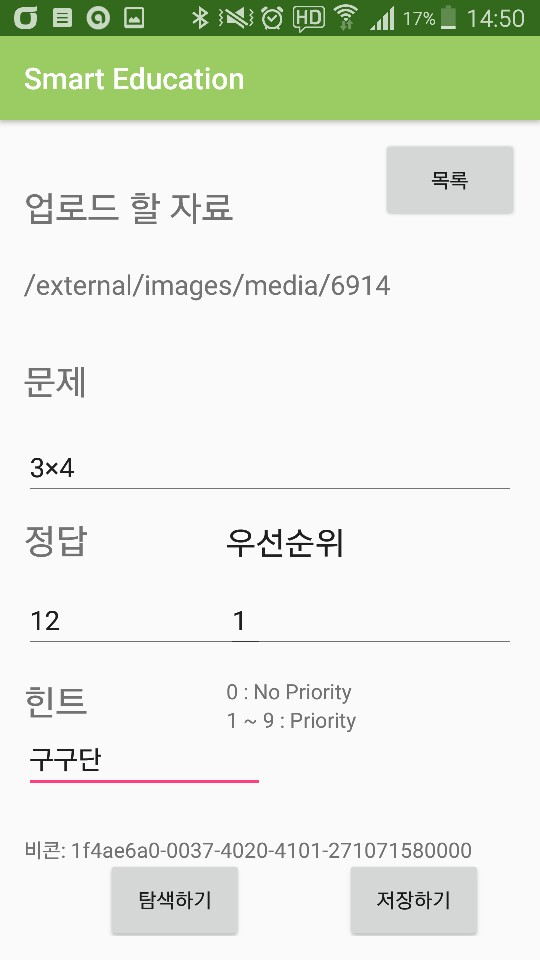 HD 17% 14:50
Smart Education
목록
업로드 할 자료
/external/images/media/6914
문제
3×4
정답 우선순위
12 1
힌트 0 : No Priority
1 ~ 9 : Priority
구구단
비콘: 1f4ae6a0-0037-4020-4101-271071580000
탐색하기 저장하기